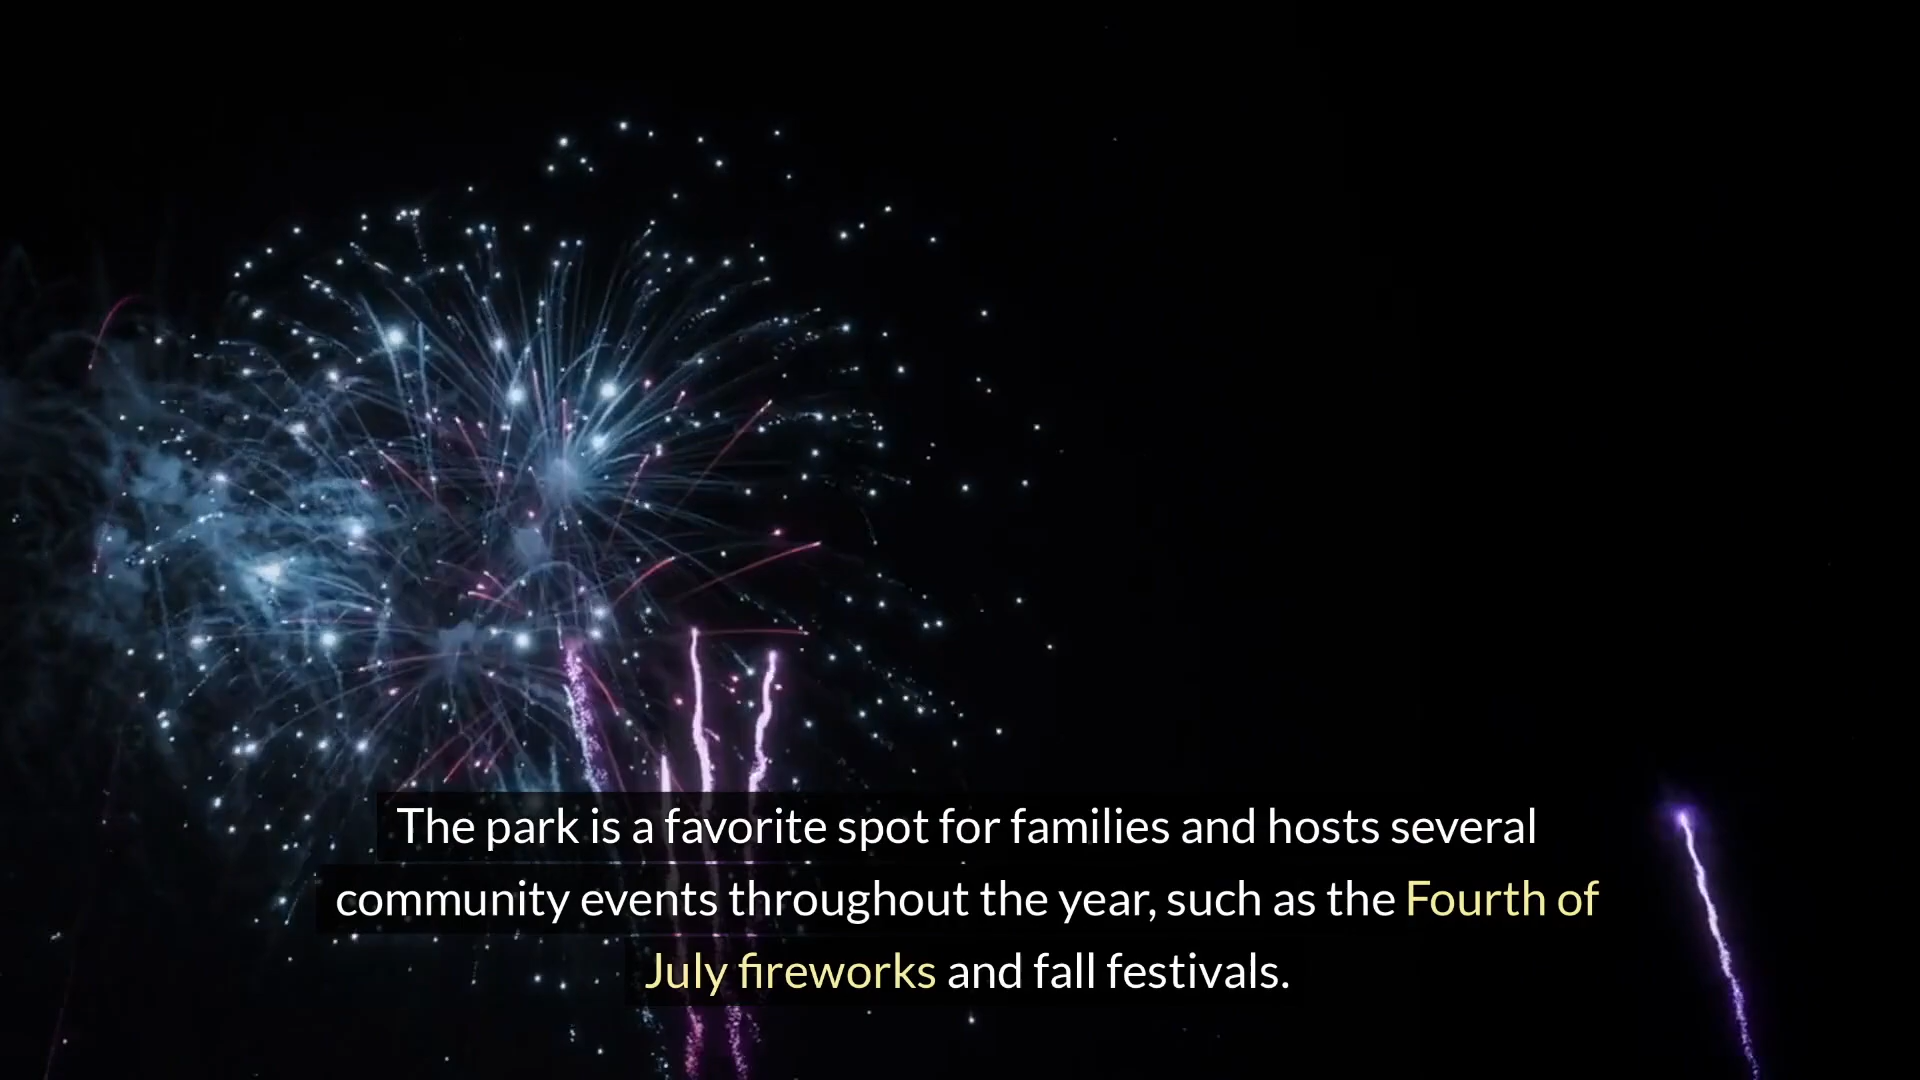 The park is a favorite spot for families and hosts several
community events throughout the year, such as the Fourth of
July fireworks and fall festivals.